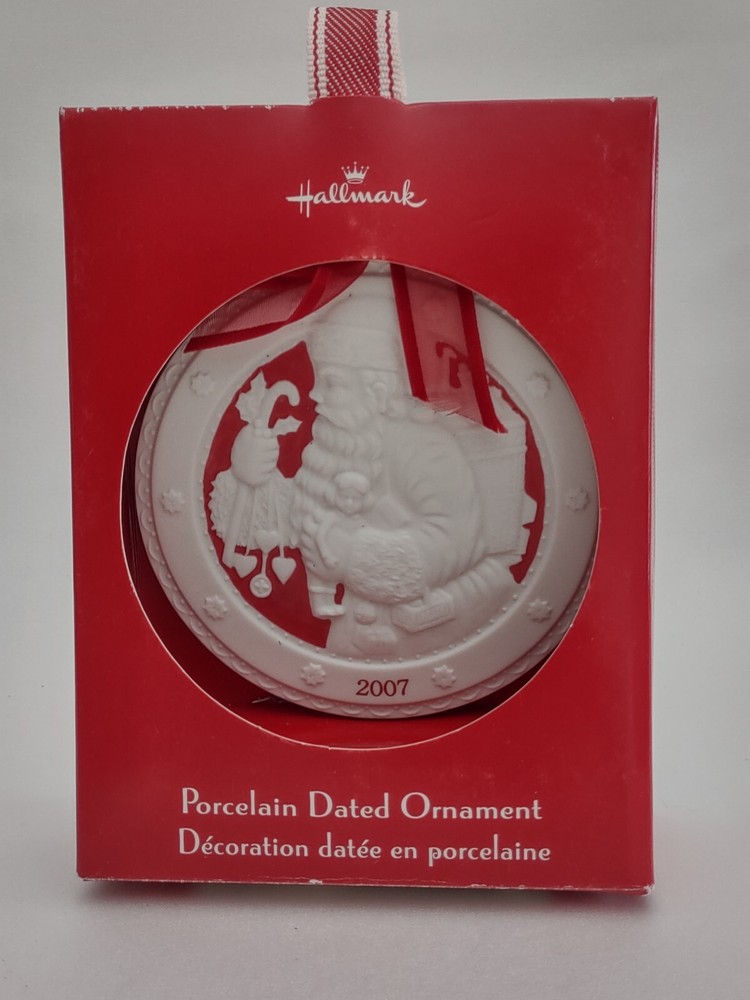 Hallmark
2007
Porcelain Dated Ornament
Décoration datée en porcelaine